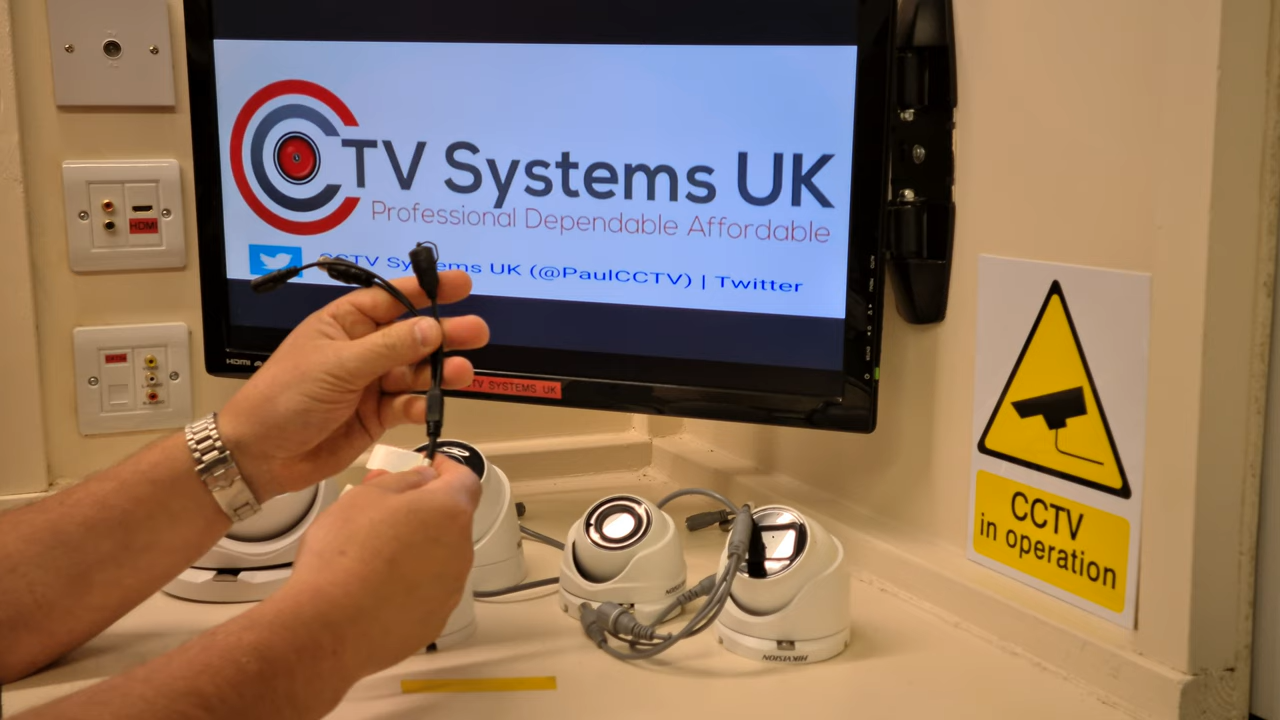 CCTV Systems UK
Professional Dependable Affordable
CCTV Systems UK (@PaulCCTV) | Twitter
HDMI
HDMI
TV SYSTEMS UK
CCTV
in operation
HIKVISION